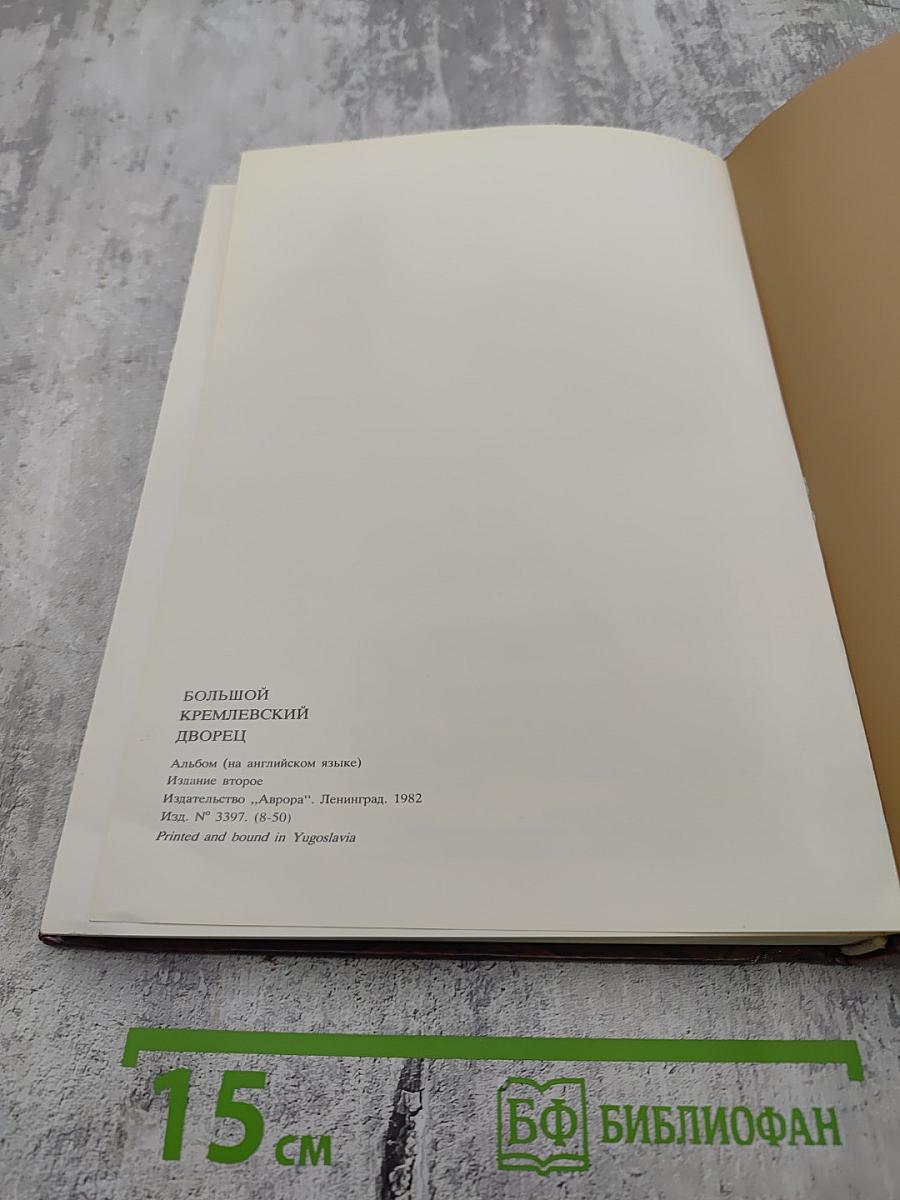 БОЛЬШОЙ
КРЕМЛЕВСКИЙ
ДВОРЕЦ
Альбом (на английском языке)
Издание второе
Издательство „Аврора“. Ленинград. 1982
Изд. № 3397. (8-50)
Printed and bound in Yugoslavia
15 см
БФ БИБЛИОФАН